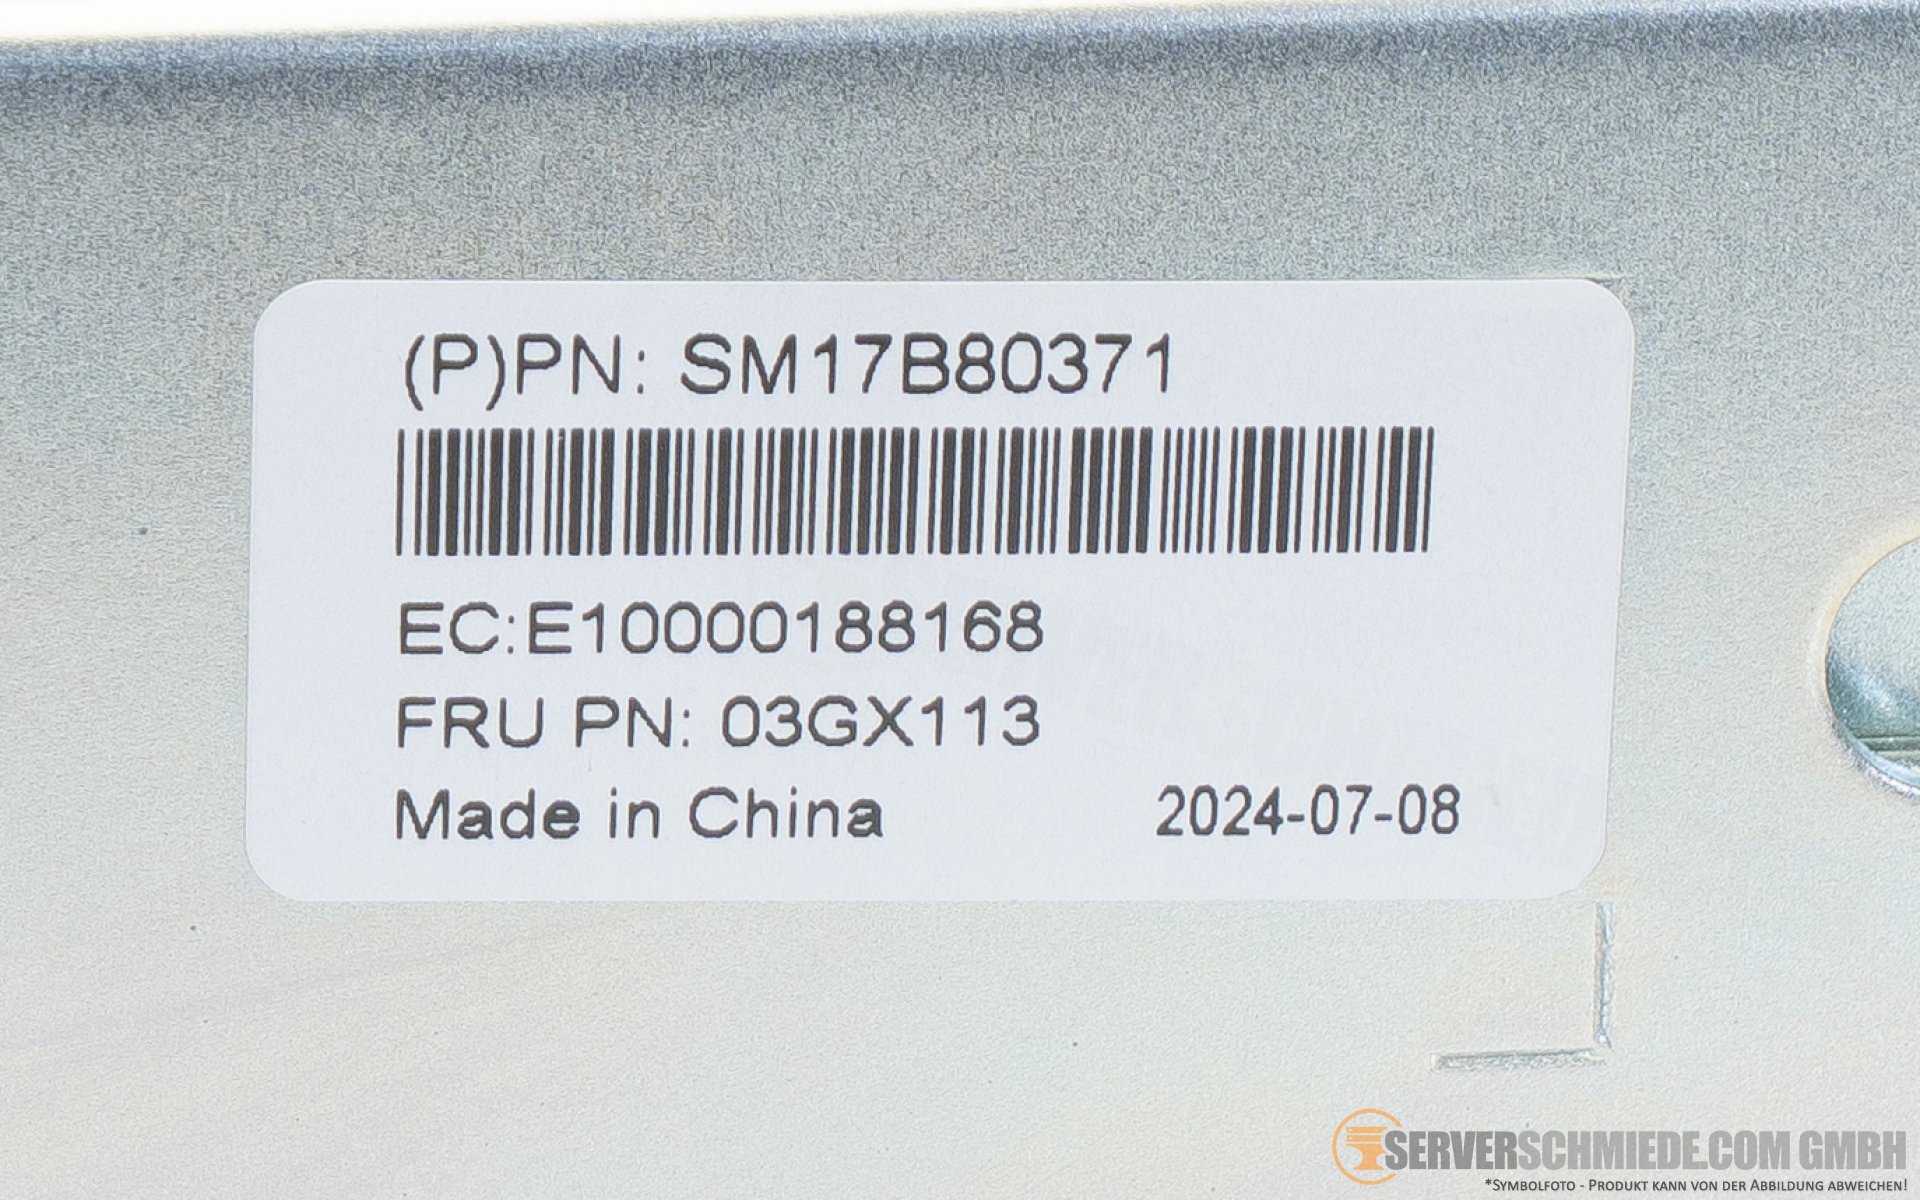 (P)PN: SM17B80371
EC:E10000188168
FRU PN: 03GX113
Made in China 2024-07-08
SERVERSCHMIEDE.COM GMBH
*Symbolfoto - Produkt kann von der Abbildung abweichen!